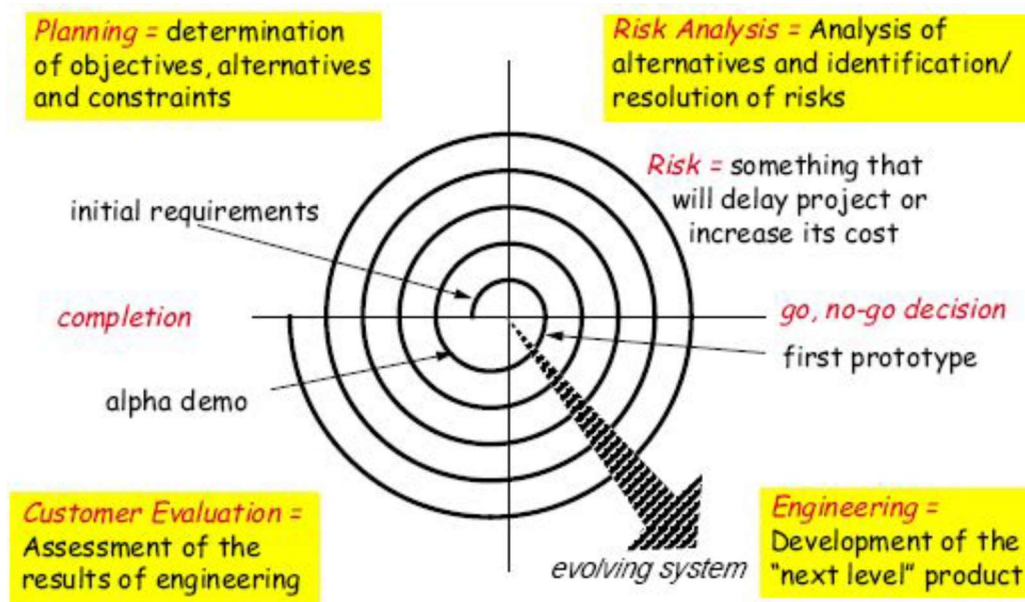 Planning = determination
of objectives, alternatives
and constraints
Risk Analysis = Analysis of
alternatives and identification/
resolution of risks
Risk = something that
will delay project or
increase its cost
initial requirements
completion
go, no-go decision
first prototype
alpha demo
Customer Evaluation =
Assessment of the
results of engineering
evolving system
Engineering =
Development of the
“next level” product